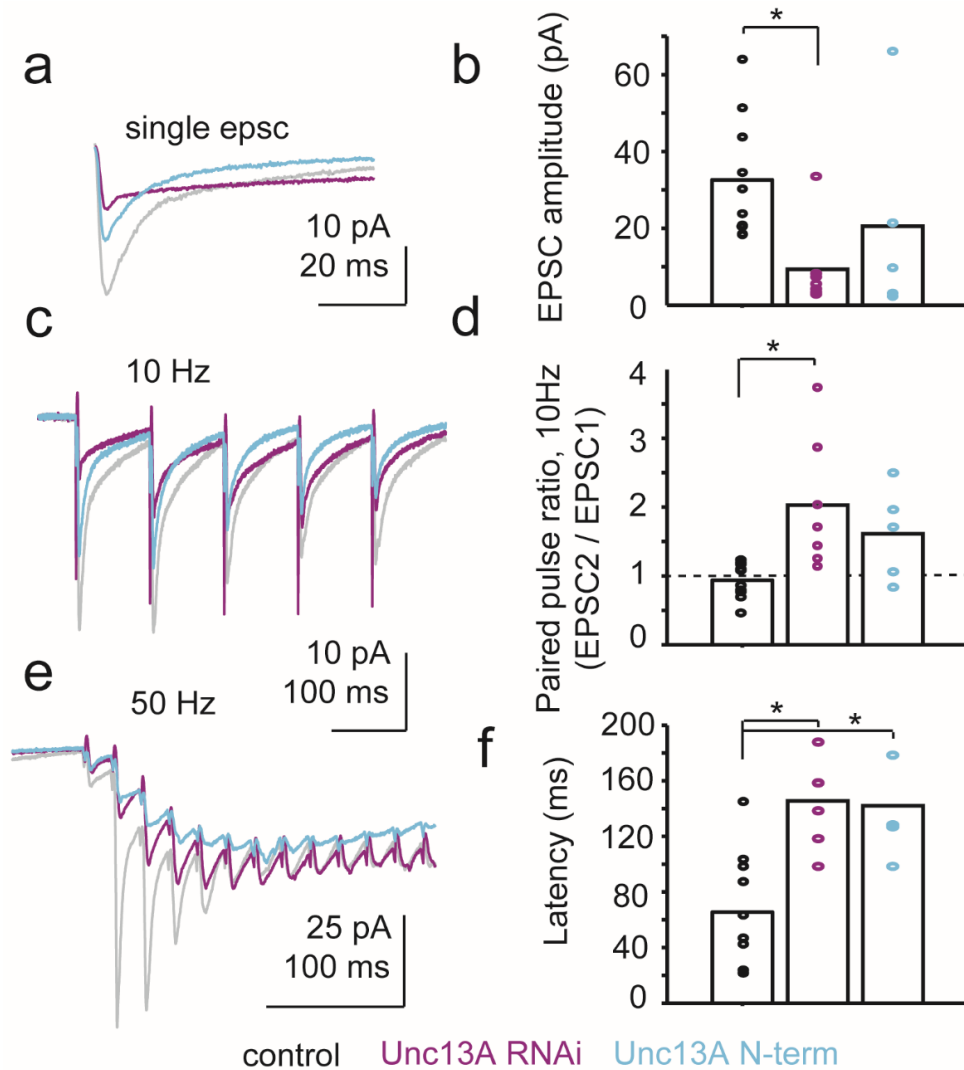 a
single epsc
10 pA
20 ms
b
EPSC amplitude (pA)
60
40
20
0
*
c
10 Hz
10 pA
100 ms
d
Paired pulse ratio, 10Hz
(EPSC2 / EPSC1)
4
3
2
1
0
*
e
50 Hz
25 pA
100 ms
f
Latency (ms)
200
160
120
80
40
0
*
*
control Unc13A RNAi Unc13A N-term